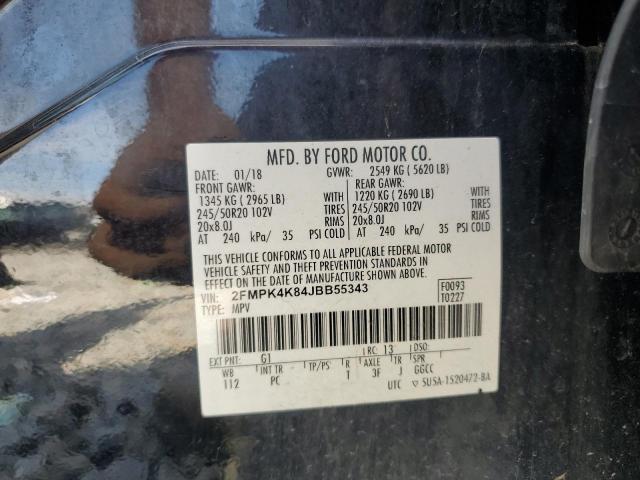 MFD. BY FORD MOTOR CO.
DATE: 01/18 GVWR: 2549 KG ( 5620 LB)
FRONT GAWR: REAR GAWR:
1345 KG ( 2965 LB) WITH 1220 KG ( 2690 LB) WITH
245/50R20 102V TIRES 245/50R20 102V TIRES
20x8.0J RIMS 20x8.0J RIMS
AT 240 kPa/ 35 PSI COLD AT 240 kPa/ 35 PSI COLD
THIS VEHICLE CONFORMS TO ALL APPLICABLE FEDERAL MOTOR
VEHICLE SAFETY AND THEFT PREVENTION STANDARDS IN
EFFECT ON THE DATE OF MANUFACTURE SHOWN ABOVE.
VIN: 2FMPK4K84JBB55343 F0093
TYPE: MPV T0227
EXT PNT: G1 RC: 13 DSO:
WB INT TR TP/PS R AXLE TR SPR
112 PC T 3F J GGCC
UTC ▽ SU5A-1520472-BA